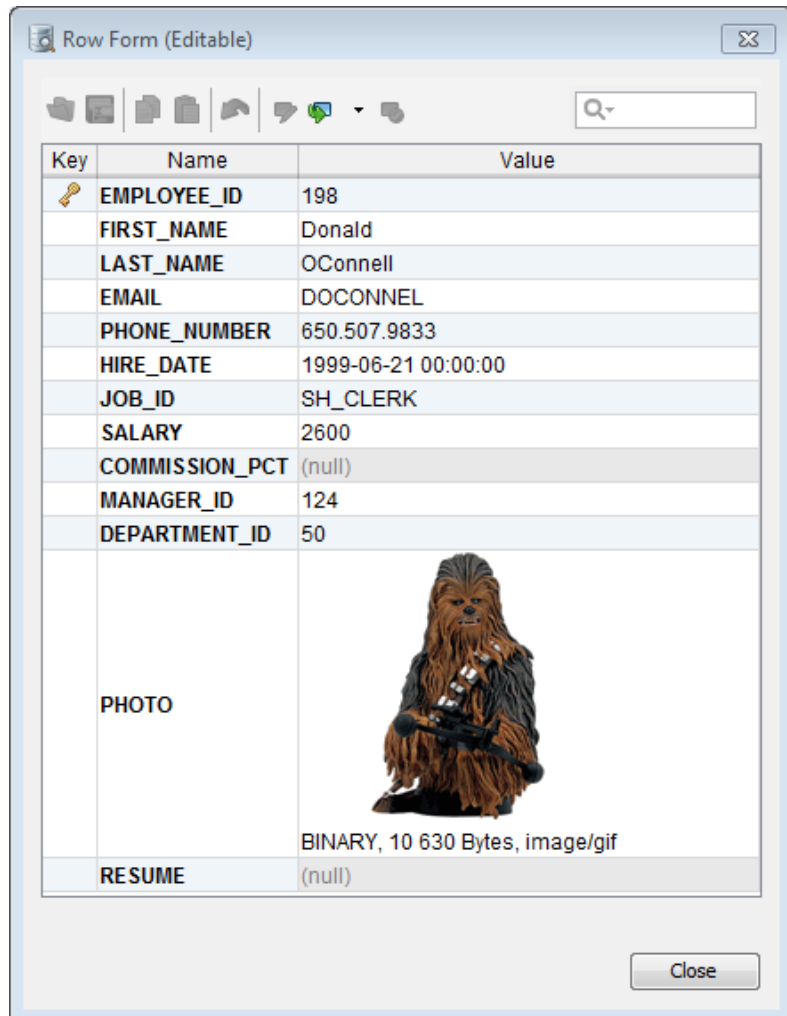 Row Form (Editable)
Key Name Value
EMPLOYEE_ID 198
FIRST_NAME Donald
LAST_NAME OConnell
EMAIL DOCONNEL
PHONE_NUMBER 650.507.9833
HIRE_DATE 1999-06-21 00:00:00
JOB_ID SH_CLERK
SALARY 2600
COMMISSION_PCT (null)
MANAGER_ID 124
DEPARTMENT_ID 50
PHOTO
BINARY, 10 630 Bytes, image/gif
RESUME (null)
Close